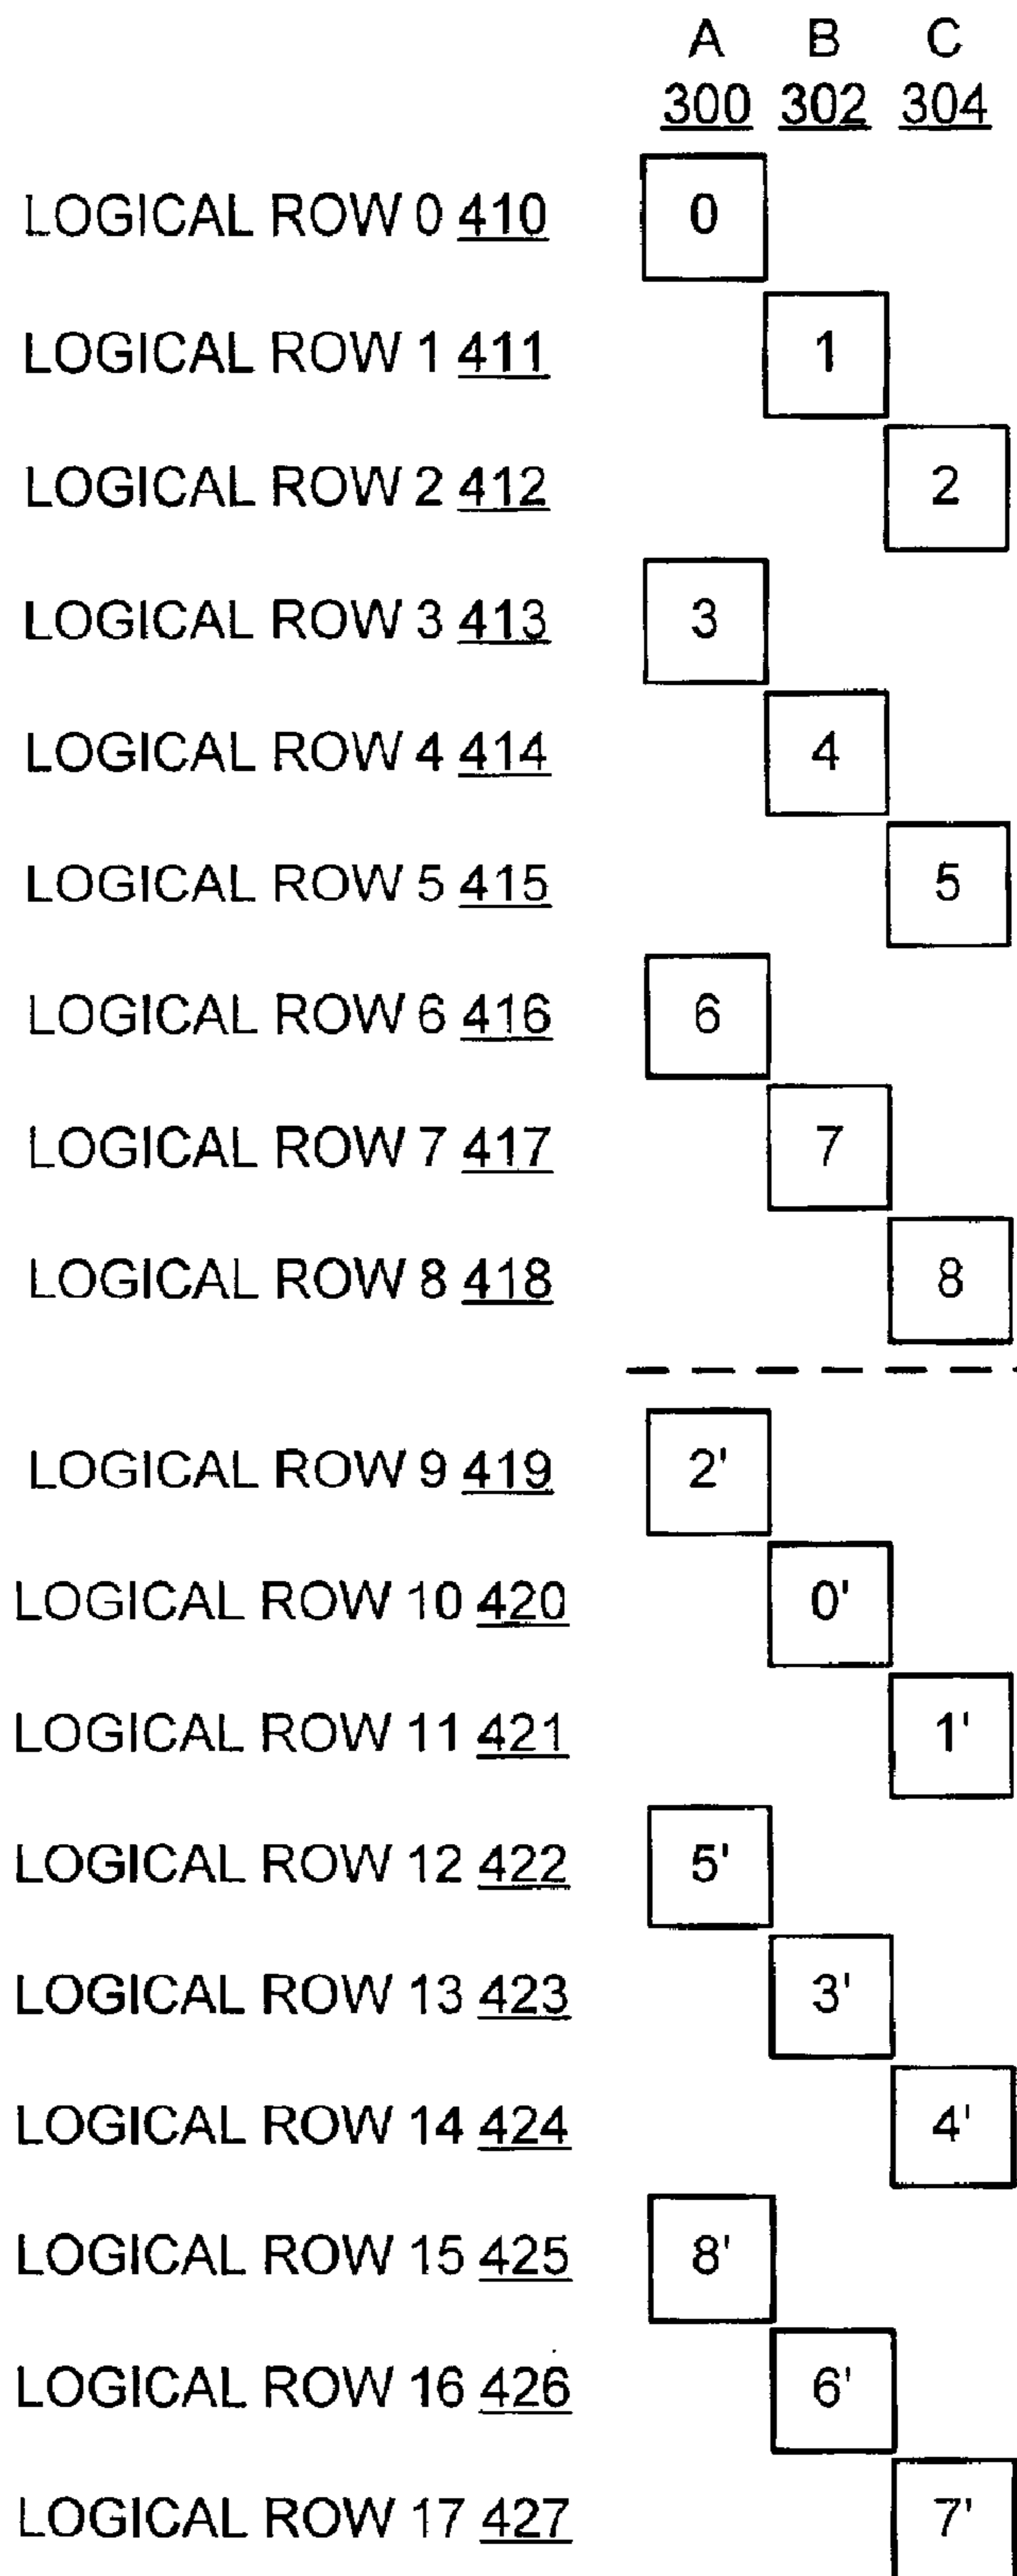 A B C
300 302 304
LOGICAL ROW 0 410 0
LOGICAL ROW 1 411 1
LOGICAL ROW 2 412 2
LOGICAL ROW 3 413 3
LOGICAL ROW 4 414 4
LOGICAL ROW 5 415 5
LOGICAL ROW 6 416 6
LOGICAL ROW 7 417 7
LOGICAL ROW 8 418 8
LOGICAL ROW 9 419 2'
LOGICAL ROW 10 420 0'
LOGICAL ROW 11 421 1'
LOGICAL ROW 12 422 5'
LOGICAL ROW 13 423 3'
LOGICAL ROW 14 424 4'
LOGICAL ROW 15 425 8'
LOGICAL ROW 16 426 6'
LOGICAL ROW 17 427 7'